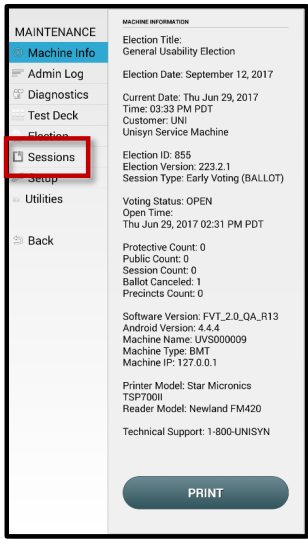 MAINTENANCE
Machine Info
Admin Log
Diagnostics
Test Deck
Election
Sessions
Setup
Utilities
Back
MACHINE INFORMATION
Election Title:
General Usability Election
Election Date: September 12, 2017
Current Date: Thu Jun 29, 2017
Time: 03:33 PM PDT
Customer: UNI
Unisyn Service Machine
Election ID: 855
Election Version: 223.2.1
Session Type: Early Voting (BALLOT)
Voting Status: OPEN
Open Time:
Thu Jun 29, 2017 02:31 PM PDT
Protective Count: 0
Public Count: 0
Session Count: 0
Ballot Canceled: 1
Precincts Count: 0
Software Version: FVT_2.0_QA_R13
Android Version: 4.4.4
Machine Name: UVS000009
Machine Type: BMT
Machine IP: 127.0.0.1
Printer Model: Star Micronics
TSP700II
Reader Model: Newland FM420
Technical Support: 1-800-UNISYN
PRINT